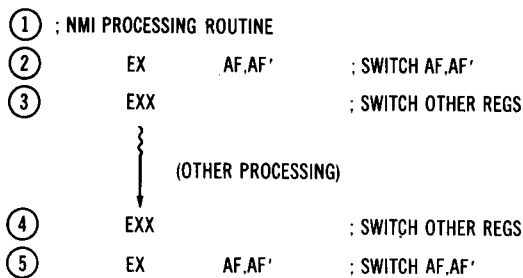 1 ; NMI PROCESSING ROUTINE
2 EX AF,AF' ; SWITCH AF,AF'
3 EXX ; SWITCH OTHER REGS
(OTHER PROCESSING)
4 EXX ; SWITCH OTHER REGS
5 EX AF,AF' ; SWITCH AF,AF'